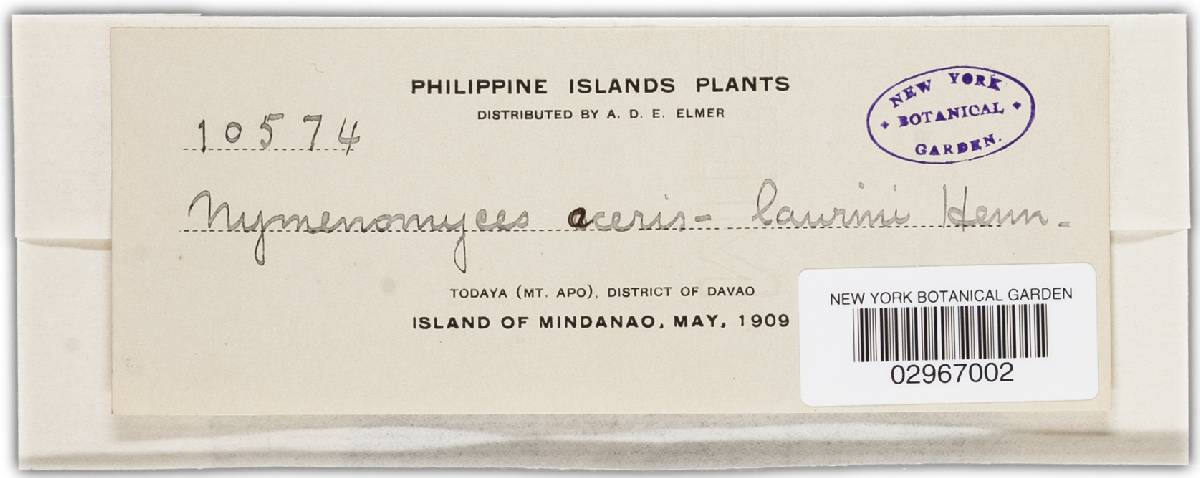 PHILIPPINE ISLANDS PLANTS
DISTRIBUTED BY A. D. E. ELMER
NEW YORK
BOTANICAL
GARDEN.
10574
Nymenomyces aceris- laurini Henn.
TODAYA (MT. APO), DISTRICT OF DAVAO
ISLAND OF MINDANAO, MAY, 1909
NEW YORK BOTANICAL GARDEN
02967002